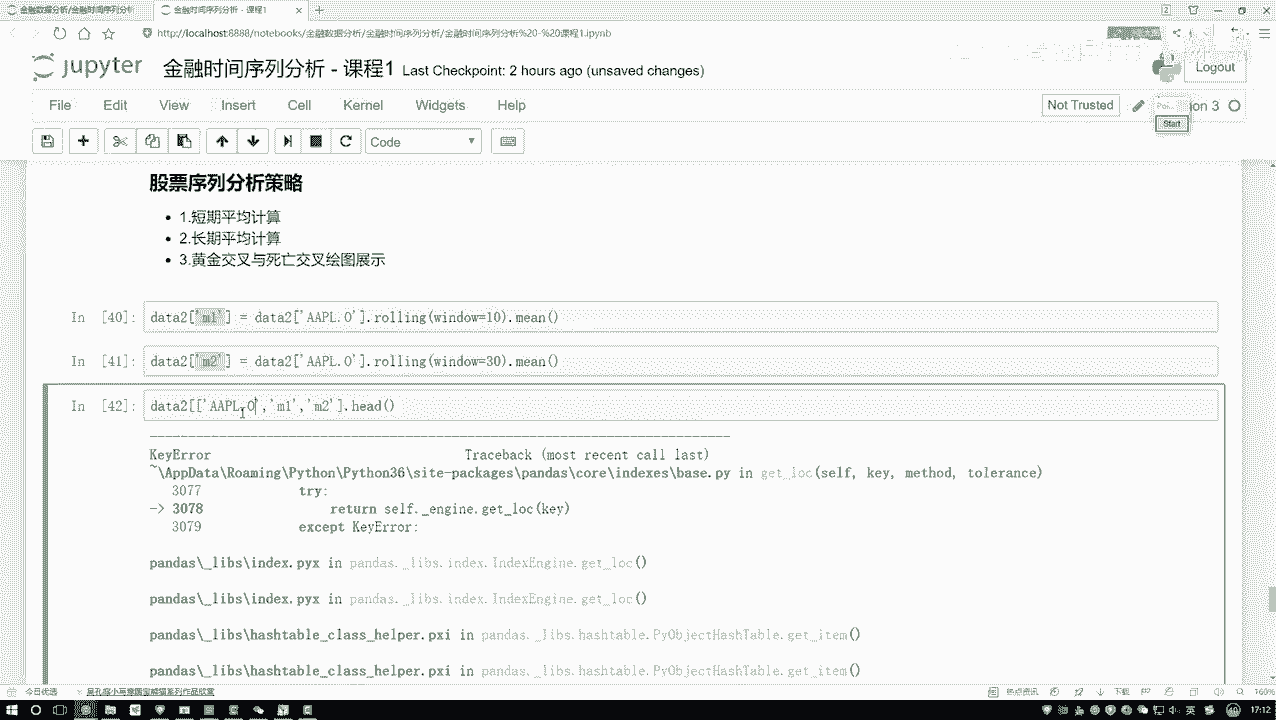 金融数据分析/金融时间序列分析
金融时间序列分析 - 课程1
http://localhost:8888/notebooks/金融数据分析/金融时间序列分析/金融时间序列分析%20-%20课程1.ipynb
jupyter 金融时间序列分析 - 课程1 Last Checkpoint: 2 hours ago (unsaved changes)
Logout
File Edit View Insert Cell Kernel Widgets Help
Not Trusted
on 3
Start
Code
股票序列分析策略
1.短期平均计算
2.长期平均计算
3.黄金交叉与死亡交叉绘图展示
In [40]: data2['m1'] = data2['AAPL.O'].rolling(window=10).mean()
In [41]: data2['m2'] = data2['AAPL.O'].rolling(window=30).mean()
In [42]: data2[['AAPL.O','m1','m2'].head()
---------------------------------------------------------------------------
KeyError Traceback (most recent call last)
~\AppData\Roaming\Python\Python36\site-packages\pandas\core\indexes\base.py in get_loc(self, key, method, tolerance)
3077 try:
-> 3078 return self._engine.get_loc(key)
3079 except KeyError:
pandas\_libs\index.pyx in pandas._libs.index.IndexEngine.get_loc()
pandas\_libs\index.pyx in pandas._libs.index.IndexEngine.get_loc()
pandas\_libs\hashtable_class_helper.pxi in pandas._libs.hashtable.PyObjectHashTable.get_item()
pandas\_libs\hashtable_class_helper.pxi in pandas._libs.hashtable.PyObjectHashTable.get_item()
今日优选
热点资讯
下载
160%
17:12